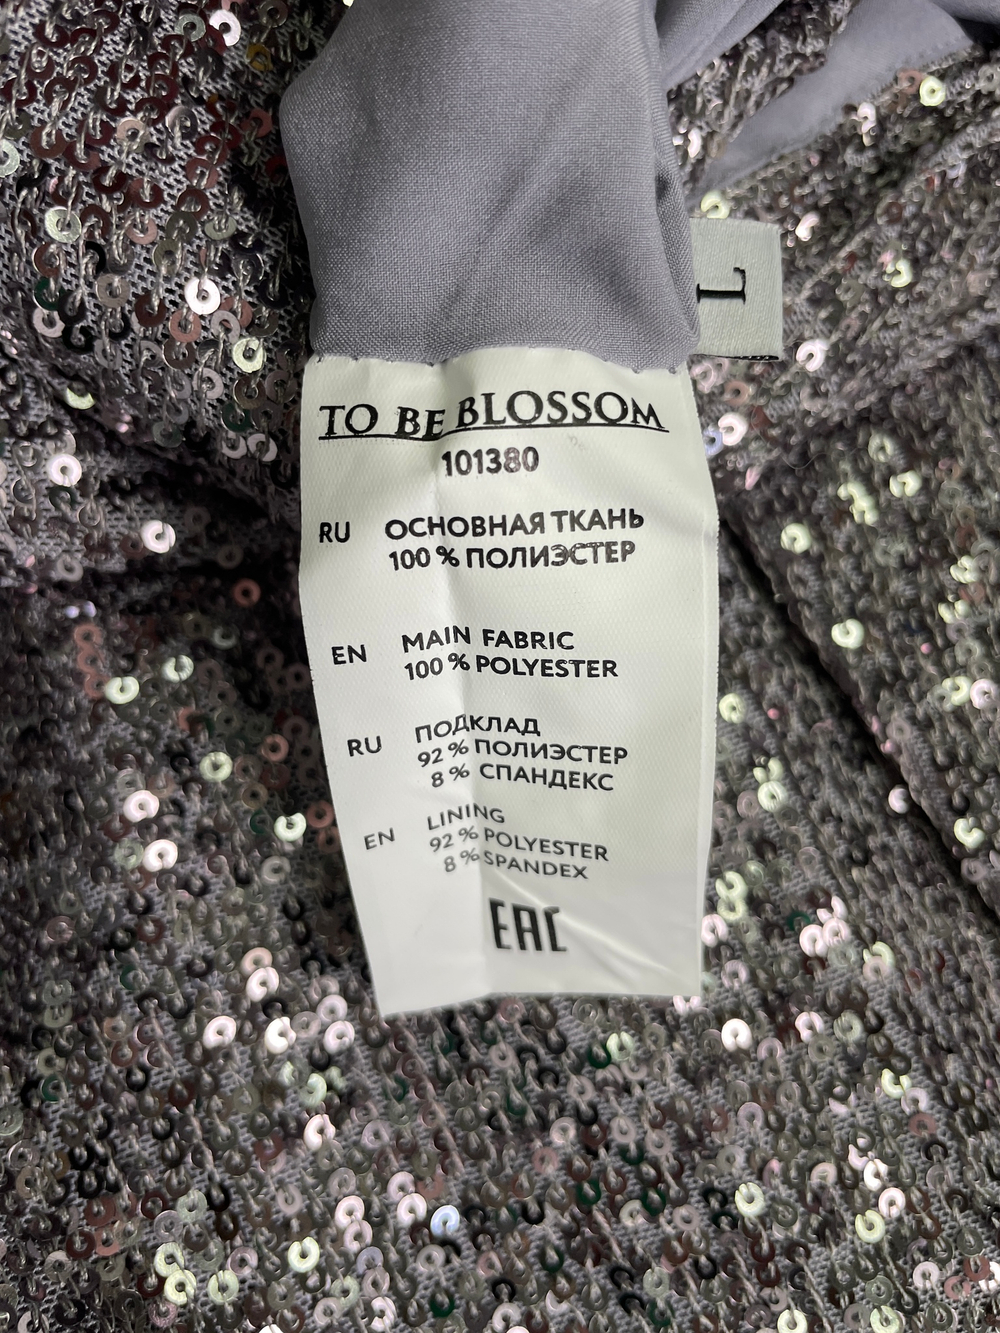 L
TO BE BLOSSOM
101380
RU ОСНОВНАЯ ТКАНЬ
100 % ПОЛИЭСТЕР
EN MAIN FABRIC
100 % POLYESTER
RU ПОДКЛАД
92 % ПОЛИЭСТЕР
8 % СПАНДЕКС
EN LINING
92 % POLYESTER
8 % SPANDEX
EAC